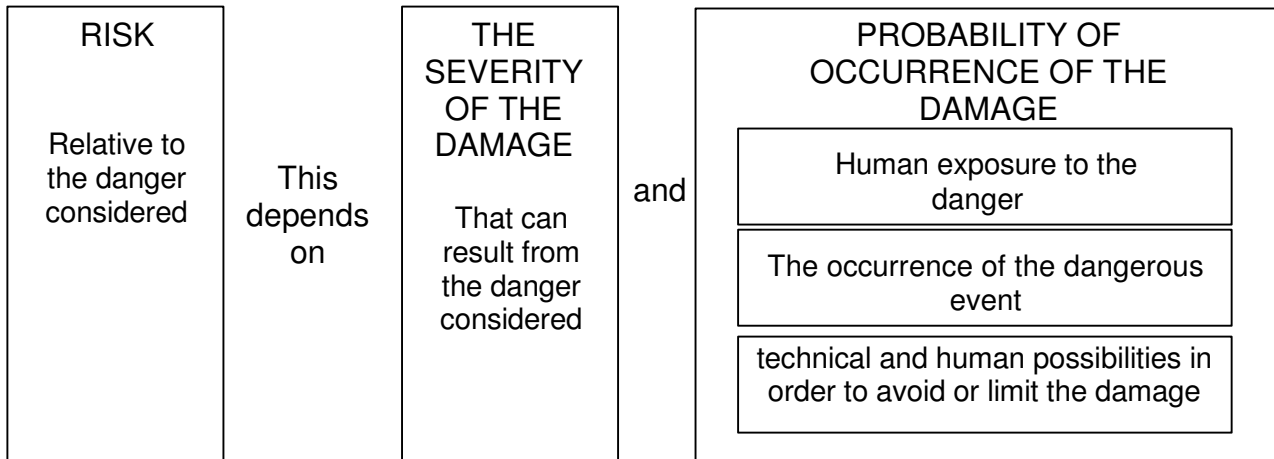 RISK
Relative to
the danger
considered
This
depends
on
THE
SEVERITY
OF THE
DAMAGE
That can
result from
the danger
considered
and
PROBABILITY OF
OCCURRENCE OF THE
DAMAGE
Human exposure to the
danger
The occurrence of the dangerous
event
technical and human possibilities in
order to avoid or limit the damage